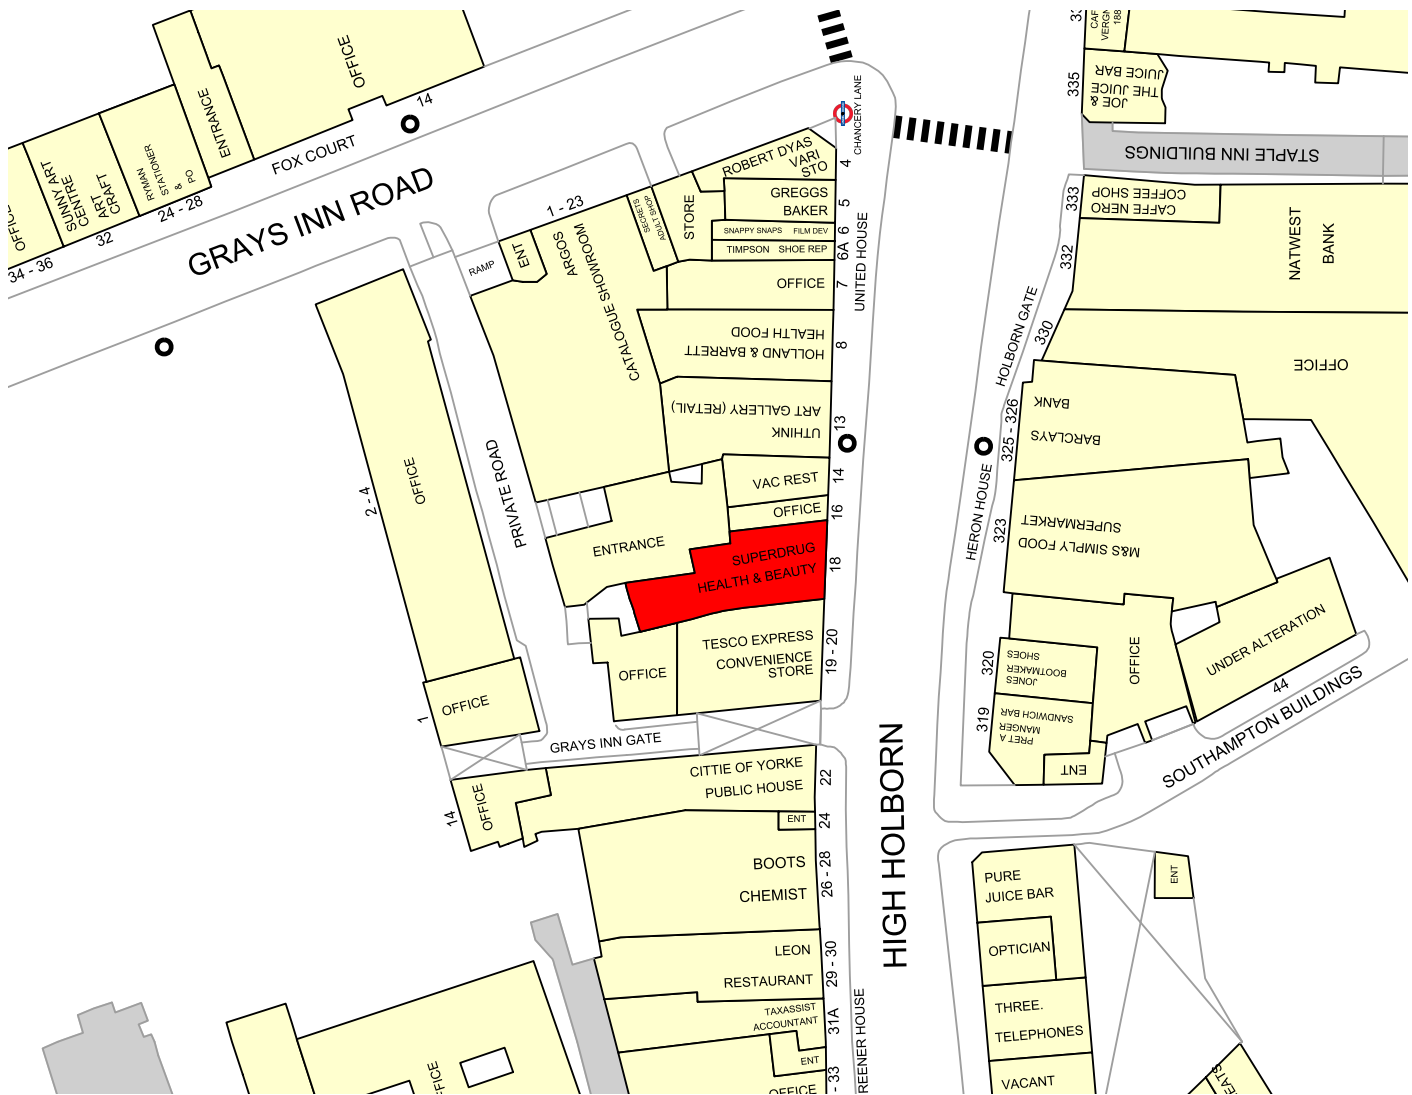 OFFICE
14
ENTRANCE
FOX COURT
RYMAN
STATIONER
&
PO
24 - 28
ART
CRAFT
SUNNY ART
CENTRE
32
34 - 36
GRAYS INN ROAD
CHANCERY LANE
335
JOE &
THE JUICE
JUICE BAR
STAPLE INN BUILDINGS
ROBERT DYAS
VARI
STO
4
GREGGS
BAKER
5
SNAPPY SNAPS FILM DEV
6
TIMPSON SHOE REP
6A
UNITED HOUSE
OFFICE
7
STORE
SECRETS
ADULT SHOP
1 - 23
ARGOS
CATALOGUE SHOWROOM
ENT
RAMP
HOLLAND & BARRETT
HEALTH FOOD
8
UTHINK
ART GALLERY (RETAIL)
13
VAC REST
14
OFFICE
16
SUPERDRUG
HEALTH & BEAUTY
18
ENTRANCE
PRIVATE ROAD
OFFICE
2 - 4
TESCO EXPRESS
CONVENIENCE
STORE
19 - 20
OFFICE
OFFICE
1
GRAYS INN GATE
CITTIE OF YORKE
PUBLIC HOUSE
22
OFFICE
14
ENT
24
BOOTS
CHEMIST
26 - 28
LEON
RESTAURANT
29 - 30
TAXASSIST
ACCOUNTANT
31A
ENT
OFFICE
- 33
REENER HOUSE
HIGH HOLBORN
CAFFE NERO
COFFEE SHOP
333
NATWEST
BANK
332
HOLBORN GATE
330
OFFICE
BARCLAYS
BANK
325 - 326
HERON HOUSE
M&S SIMPLY FOOD
SUPERMARKET
323
OFFICE
JONES
BOOTMAKER
SHOES
320
PRET A
MANGER
SANDWICH BAR
319
ENT
UNDER ALTERATION
44
SOUTHAMPTON BUILDINGS
PURE
JUICE BAR
ENT
OPTICIAN
THREE.
TELEPHONES
VACANT